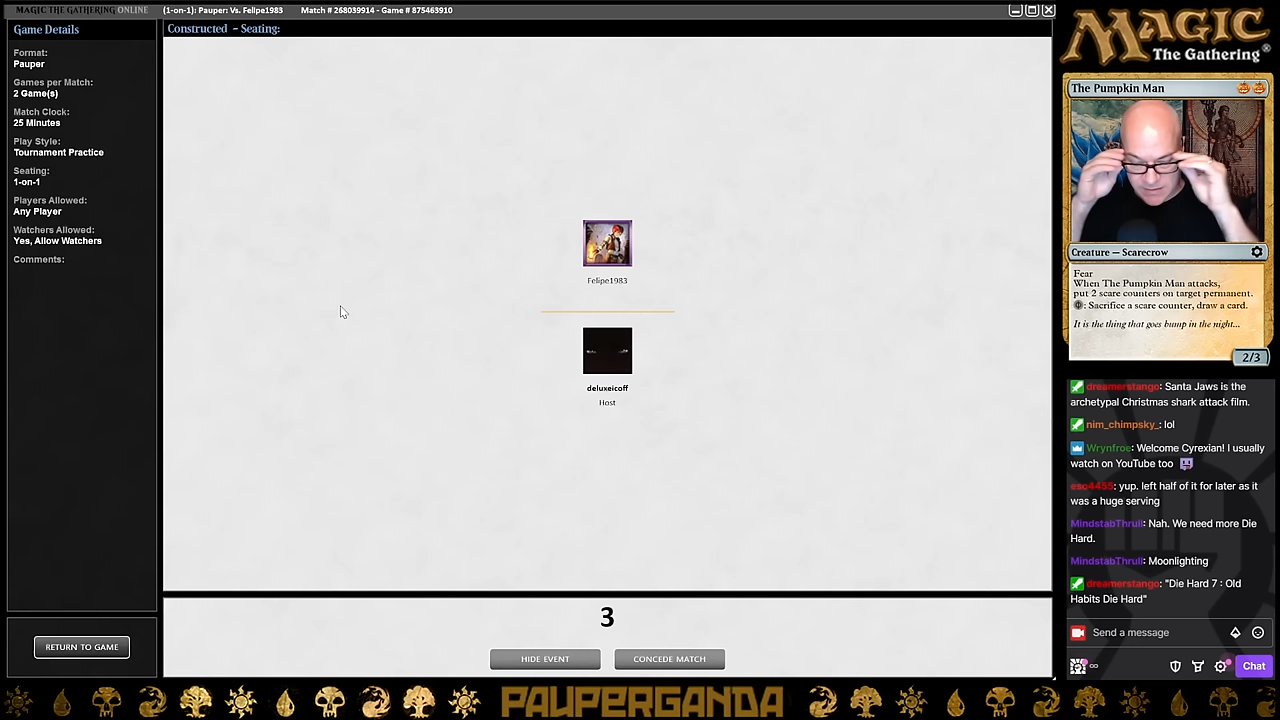 MAGIC THE GATHERING ONLINE
(1-on-1): Pauper: Vs. Felipe1983 Match # 268039914 - Game # 875463910
Game Details
Format:
Pauper
Games per Match:
2 Game(s)
Match Clock:
25 Minutes
Play Style:
Tournament Practice
Seating:
1-on-1
Players Allowed:
Any Player
Watchers Allowed:
Yes, Allow Watchers
Comments:
RETURN TO GAME
Constructed - Seating:
Felipe1983
deluxeicoff
Host
3
HIDE EVENT CONCEDE MATCH
MAGIC
The Gathering®
The Pumpkin Man
Creature — Scarecrow
Fear
When The Pumpkin Man attacks,
put 2 scare counters on target permanent.
: Sacrifice a scare counter, draw a card.
It is the thing that goes bump in the night...
2/3
dreamerstango: Santa Jaws is the
archetypal Christmas shark attack film.
nim_chimpsky_: lol
Wrynfroe: Welcome Cyrexian! I usually
watch on YouTube too
eso4455: yup. left half of it for later as it
was a huge serving
MindstabThrull: Nah. We need more Die
Hard.
MindstabThrull: Moonlighting
dreamerstango: "Die Hard 7 : Old
Habits Die Hard"
Send a message
Chat
PAUPERGANDA